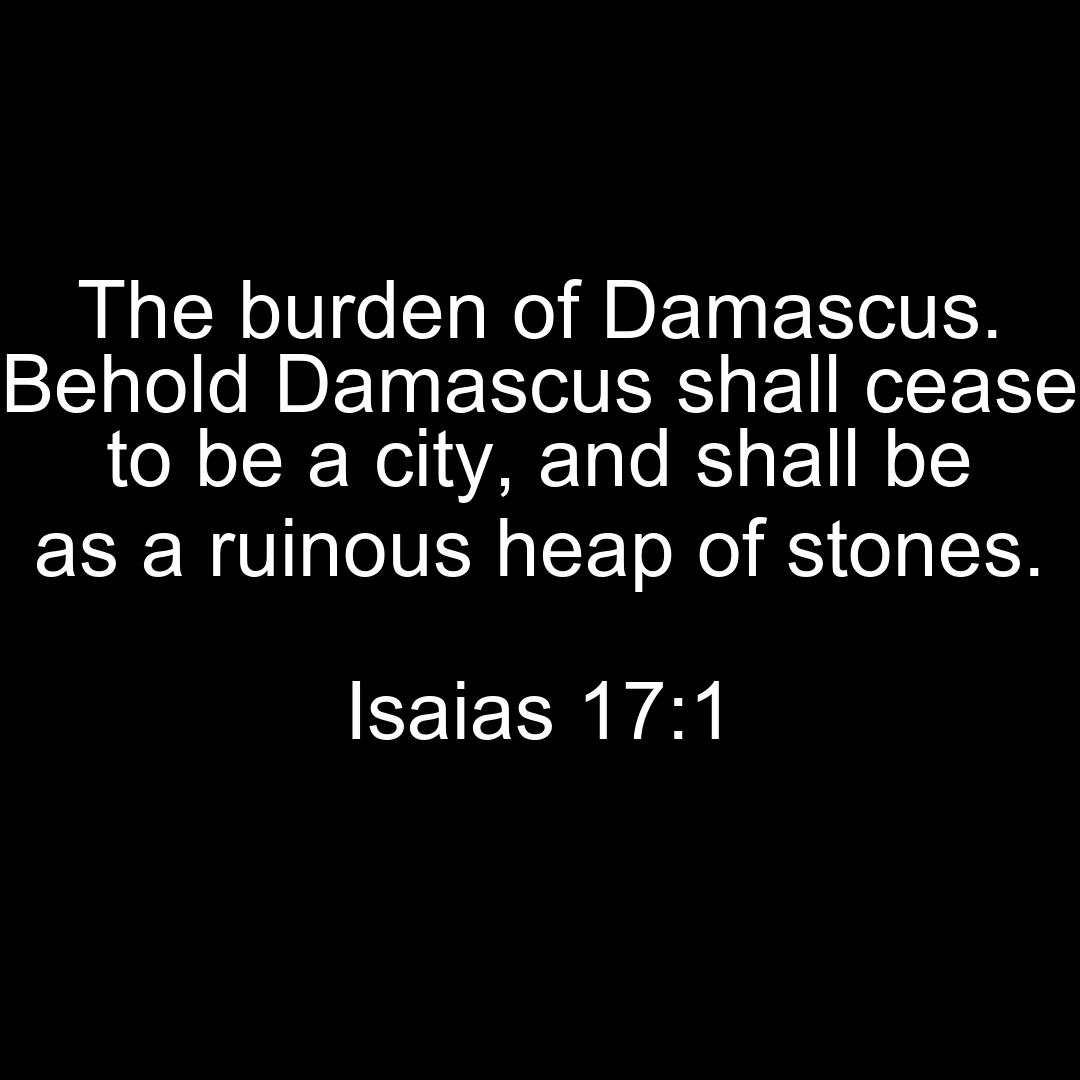 The burden of Damascus.
Behold Damascus shall cease
to be a city, and shall be
as a ruinous heap of stones.
Isaias 17:1